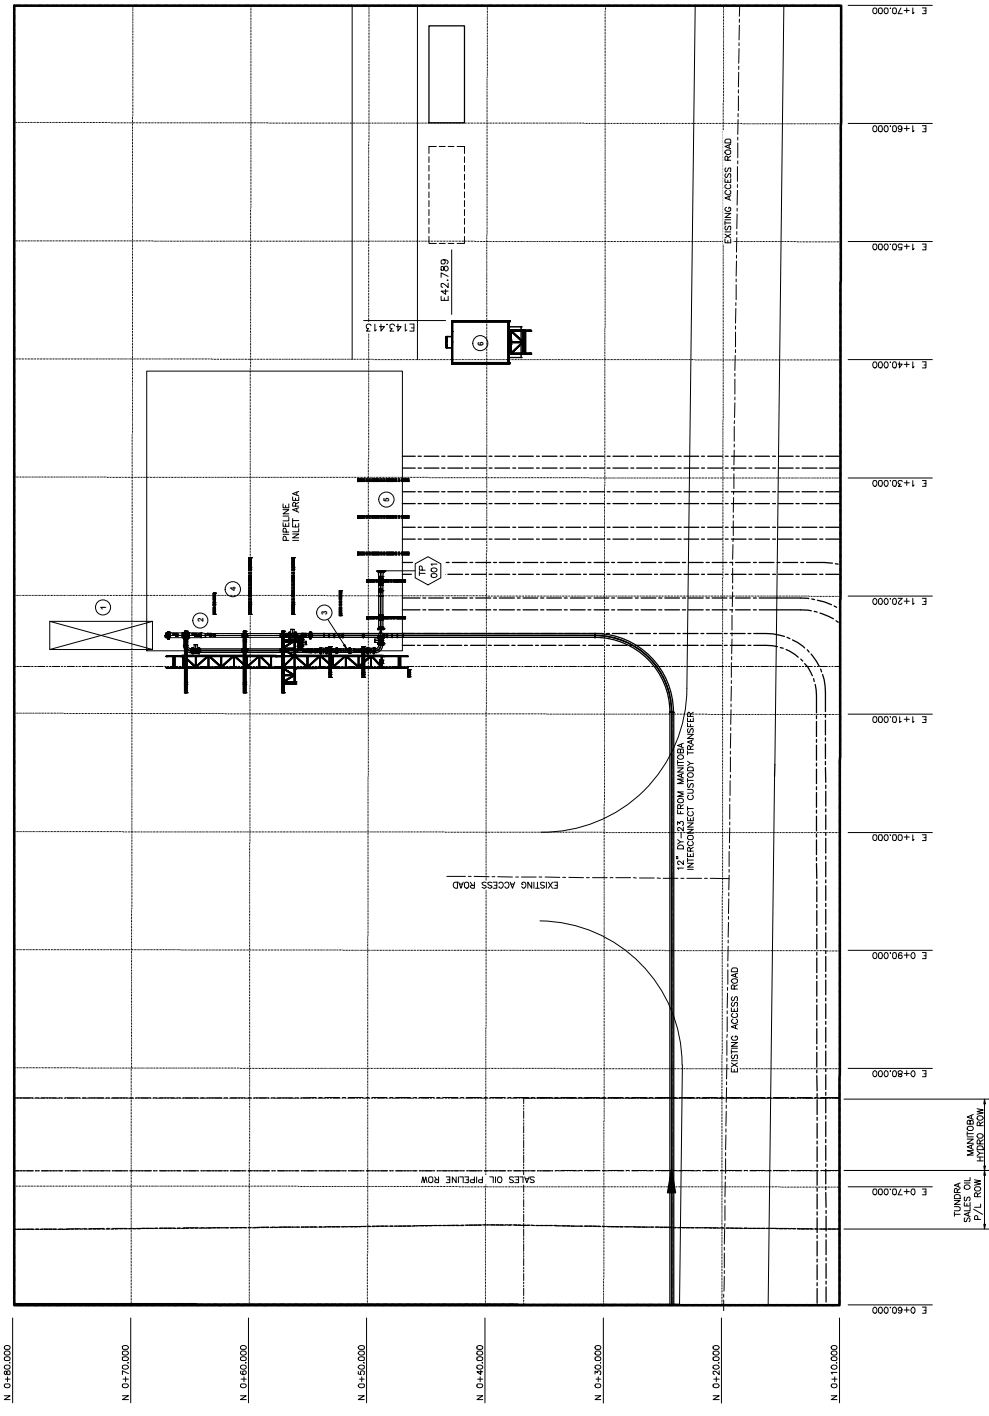 E 1+70.000
E 1+60.000
E 1+50.000
E 1+40.000
E 1+30.000
E 1+20.000
E 1+10.000
E 1+00.000
E 0+90.000
E 0+80.000
E 0+70.000
E 0+60.000
EXISTING ACCESS ROAD
E42.789
E143.413
6
5
PIPELINE
INLET AREA
TP
001
4
1
2
3
12" DY-23 FROM MANITOBA
INTERCONNECT CUSTODY TRANSFER
EXISTING ACCESS ROAD
EXISTING ACCESS ROAD
SALES OIL PIPELINE ROW
MANITOBA
HYDRO ROW
TUNDRA
SALES OIL
P/L ROW
N 0+80.000
N 0+70.000
N 0+60.000
N 0+50.000
N 0+40.000
N 0+30.000
N 0+20.000
N 0+10.000